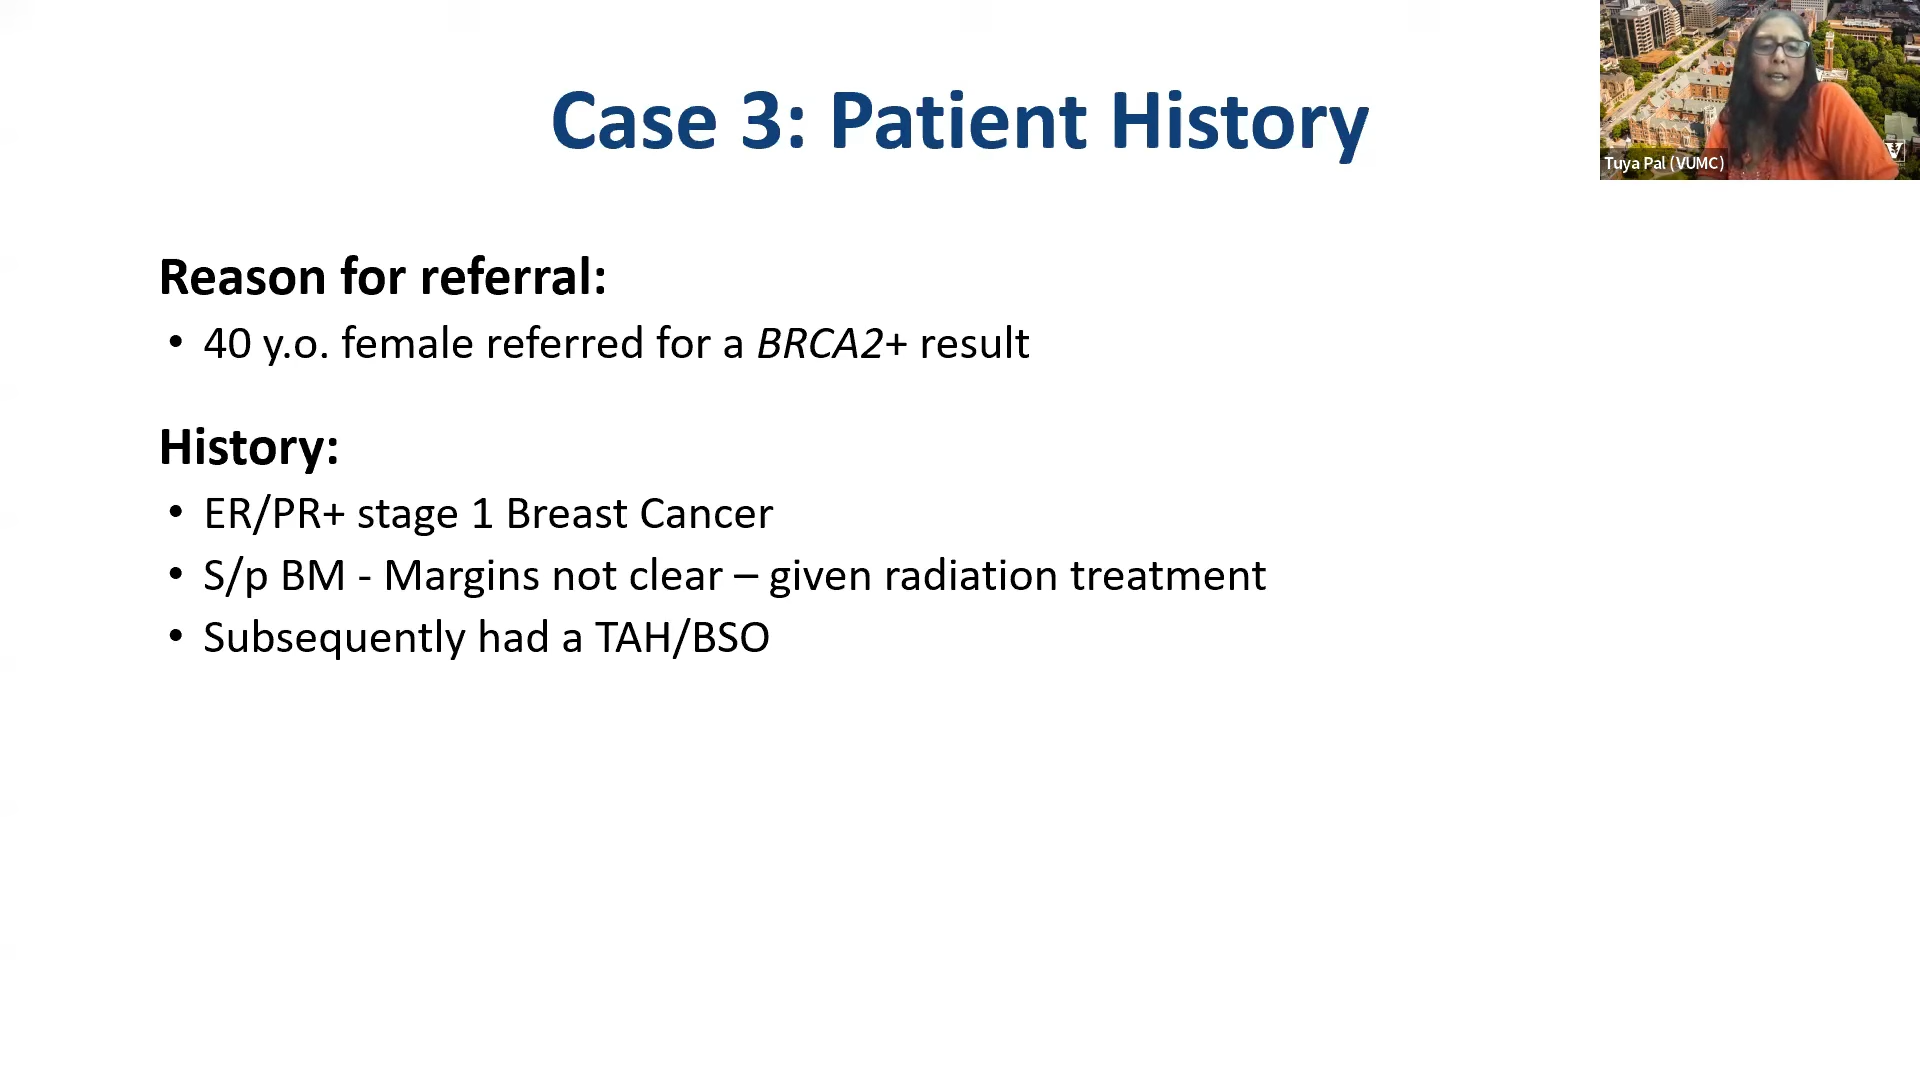 Case 3: Patient History
Tuya Pal (VUMC)
Reason for referral:
• 40 y.o. female referred for a BRCA2+ result
History:
• ER/PR+ stage 1 Breast Cancer
• S/p BM - Margins not clear – given radiation treatment
• Subsequently had a TAH/BSO